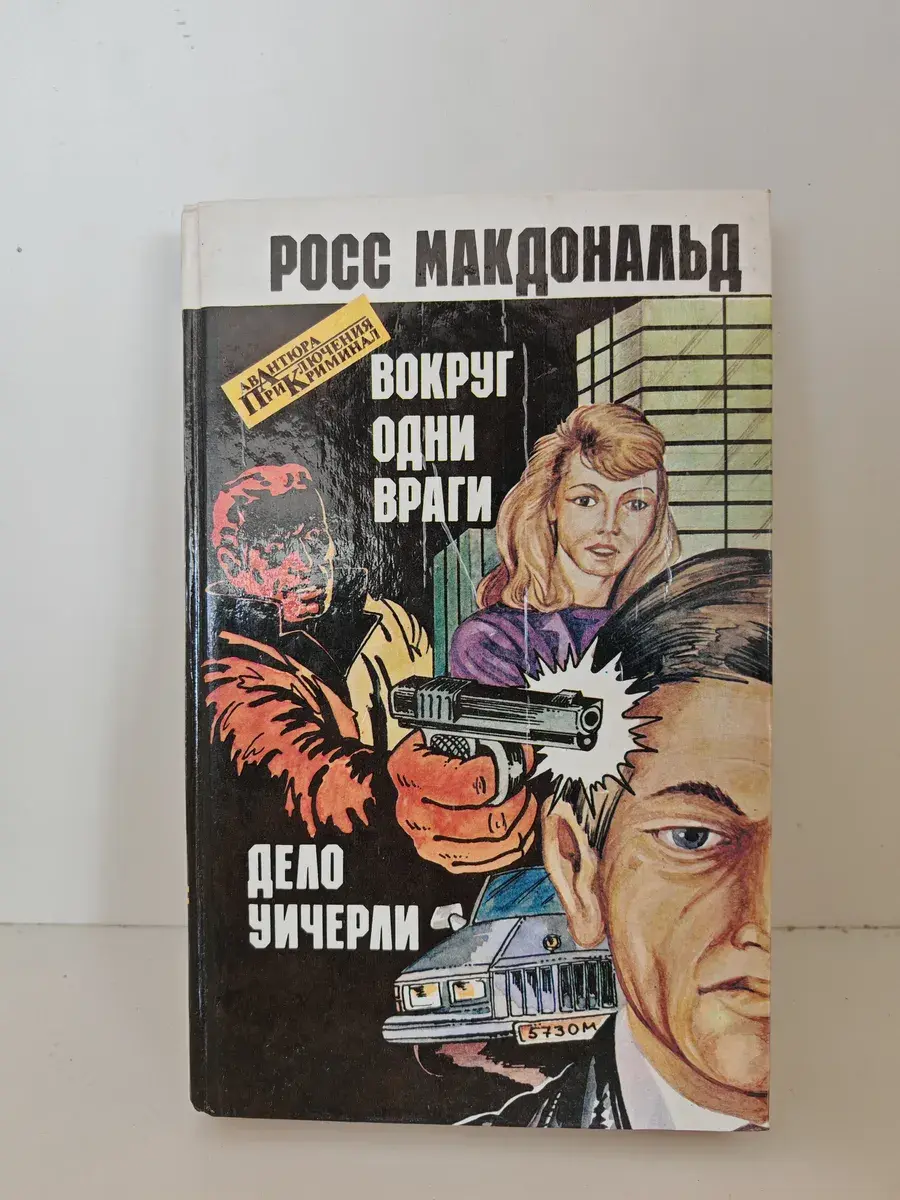 РОСС МАКДОНАЛЬД
АВАНТЮРА
ПРИКЛЮЧЕНИЯ
КРИМИНАЛ
ВОКРУГ
ОДНИ
ВРАГИ
ДЕЛО
УИЧЕРЛИ
5730М